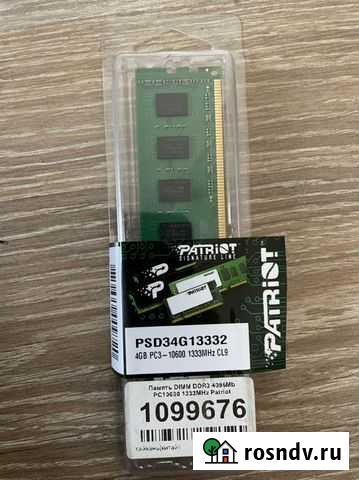 PATRIOT
SIGNATURE LINE
PATRIOT
PSD34G13332
4GB PC3-10600 1333MHz CL9
Память DIMM DDR3 4096Mb
PC10600 1333MHz Patriot
1099676
rosndv.ru